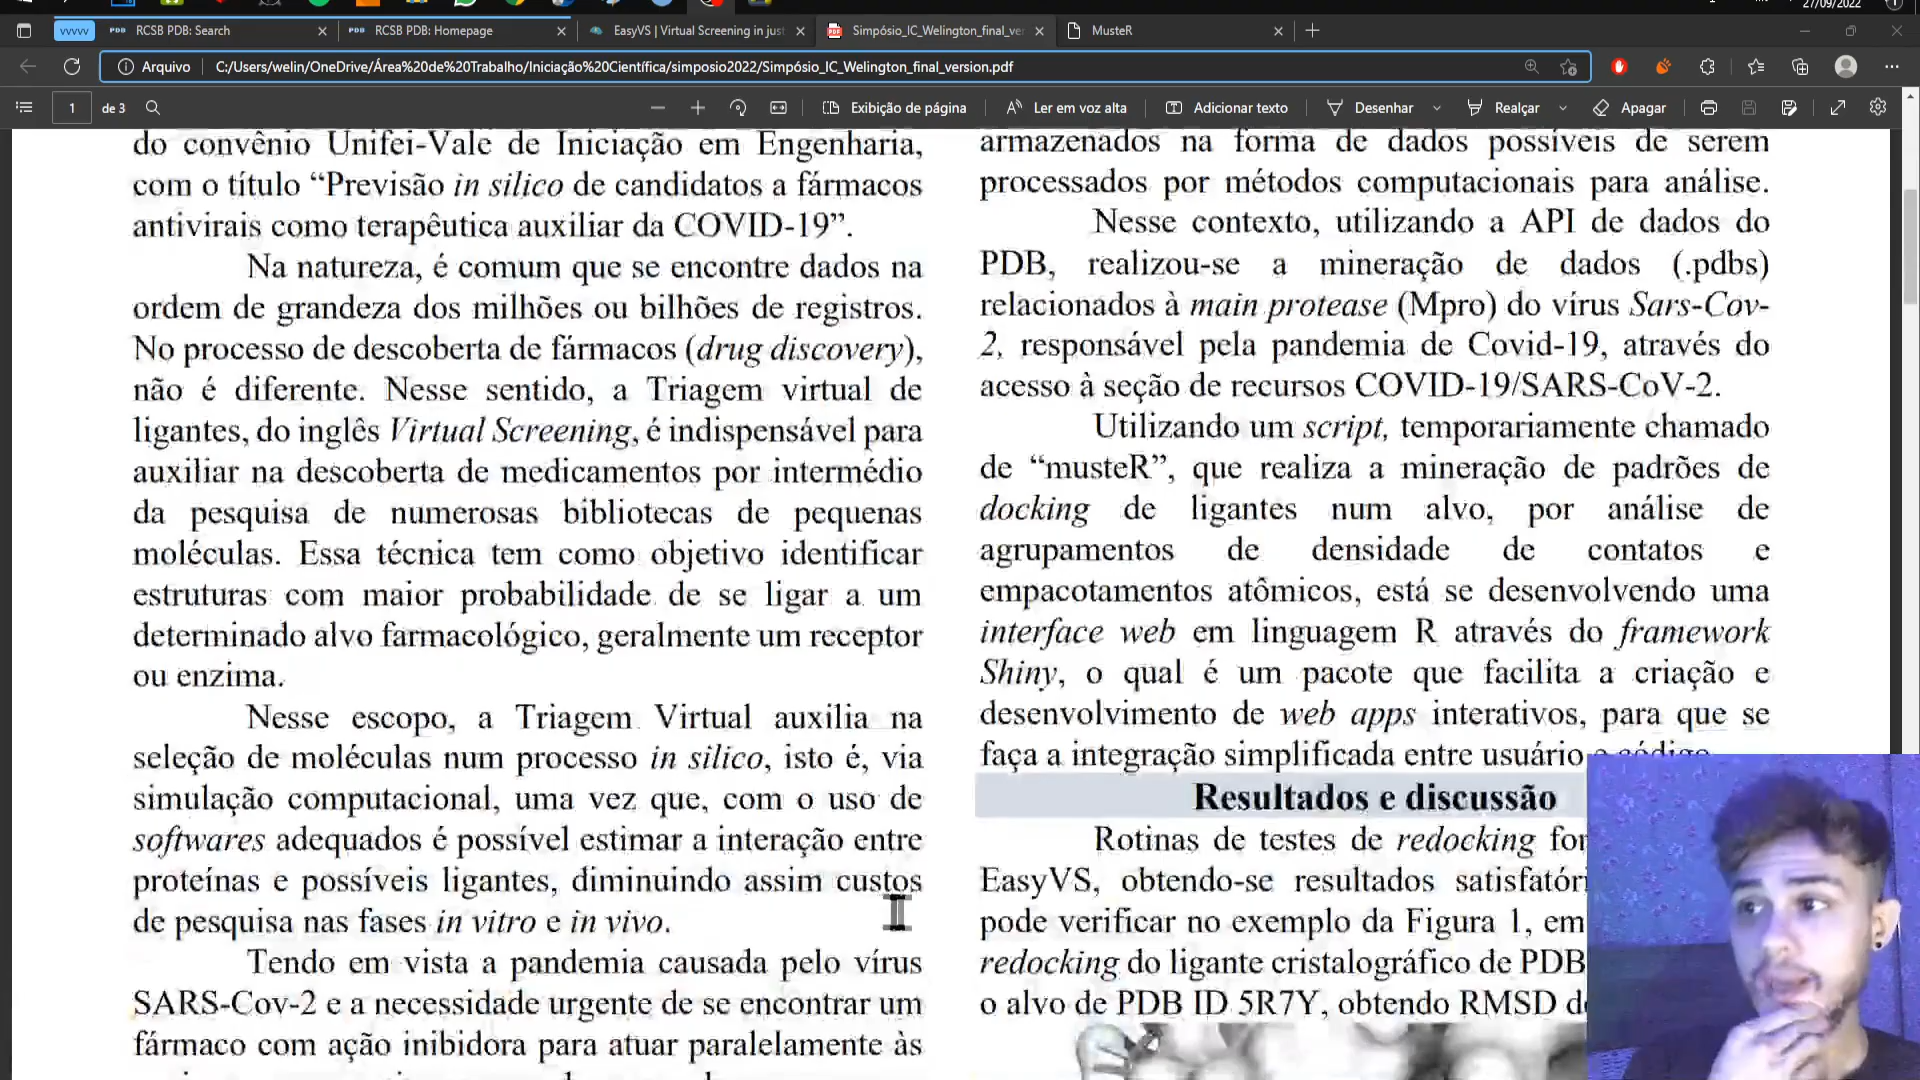 27/09/2022
vvvvv
PDB
RCSB PDB: Search
PDB
RCSB PDB: Homepage
EasyVS | Virtual Screening in jus
Simpósio_IC_Welington_final_ver
MusteR
Arquivo
C:/Users/welin/OneDrive/Área%20de%20Trabalho/Iniciação%20Científica/simposio2022/Simpósio_IC_Welington_final_version.pdf
1
de 3
Exibição de página
Ler em voz alta
Adicionar texto
Desenhar
Realçar
Apagar
do convênio Unifei-Vale de Iniciação em Engenharia,
com o título “Previsão in silico de candidatos a fármacos
antivirais como terapêutica auxiliar da COVID-19”.
Na natureza, é comum que se encontre dados na
ordem de grandeza dos milhões ou bilhões de registros.
No processo de descoberta de fármacos (drug discovery),
não é diferente. Nesse sentido, a Triagem virtual de
ligantes, do inglês Virtual Screening, é indispensável para
auxiliar na descoberta de medicamentos por intermédio
da pesquisa de numerosas bibliotecas de pequenas
moléculas. Essa técnica tem como objetivo identificar
estruturas com maior probabilidade de se ligar a um
determinado alvo farmacológico, geralmente um receptor
ou enzima.
Nesse escopo, a Triagem Virtual auxilia na
seleção de moléculas num processo in silico, isto é, via
simulação computacional, uma vez que, com o uso de
softwares adequados é possível estimar a interação entre
proteínas e possíveis ligantes, diminuindo assim custos
de pesquisa nas fases in vitro e in vivo.
Tendo em vista a pandemia causada pelo vírus
SARS-Cov-2 e a necessidade urgente de se encontrar um
fármaco com ação inibidora para atuar paralelamente às
armazenados na forma de dados possíveis de serem
processados por métodos computacionais para análise.
Nesse contexto, utilizando a API de dados do
PDB, realizou-se a mineração de dados (.pdbs)
relacionados à main protease (Mpro) do vírus Sars-Cov-
2, responsável pela pandemia de Covid-19, através do
acesso à seção de recursos COVID-19/SARS-CoV-2.
Utilizando um script, temporariamente chamado
de “musteR”, que realiza a mineração de padrões de
docking de ligantes num alvo, por análise de
agrupamentos de densidade de contatos e
empacotamentos atômicos, está se desenvolvendo uma
interface web em linguagem R através do framework
Shiny, o qual é um pacote que facilita a criação e
desenvolvimento de web apps interativos, para que se
faça a integração simplificada entre usuário e código.
Resultados e discussão
Rotinas de testes de redocking for
EasyVS, obtendo-se resultados satisfatóri
pode verificar no exemplo da Figura 1, em
redocking do ligante cristalográfico de PDB
o alvo de PDB ID 5R7Y, obtendo RMSD de